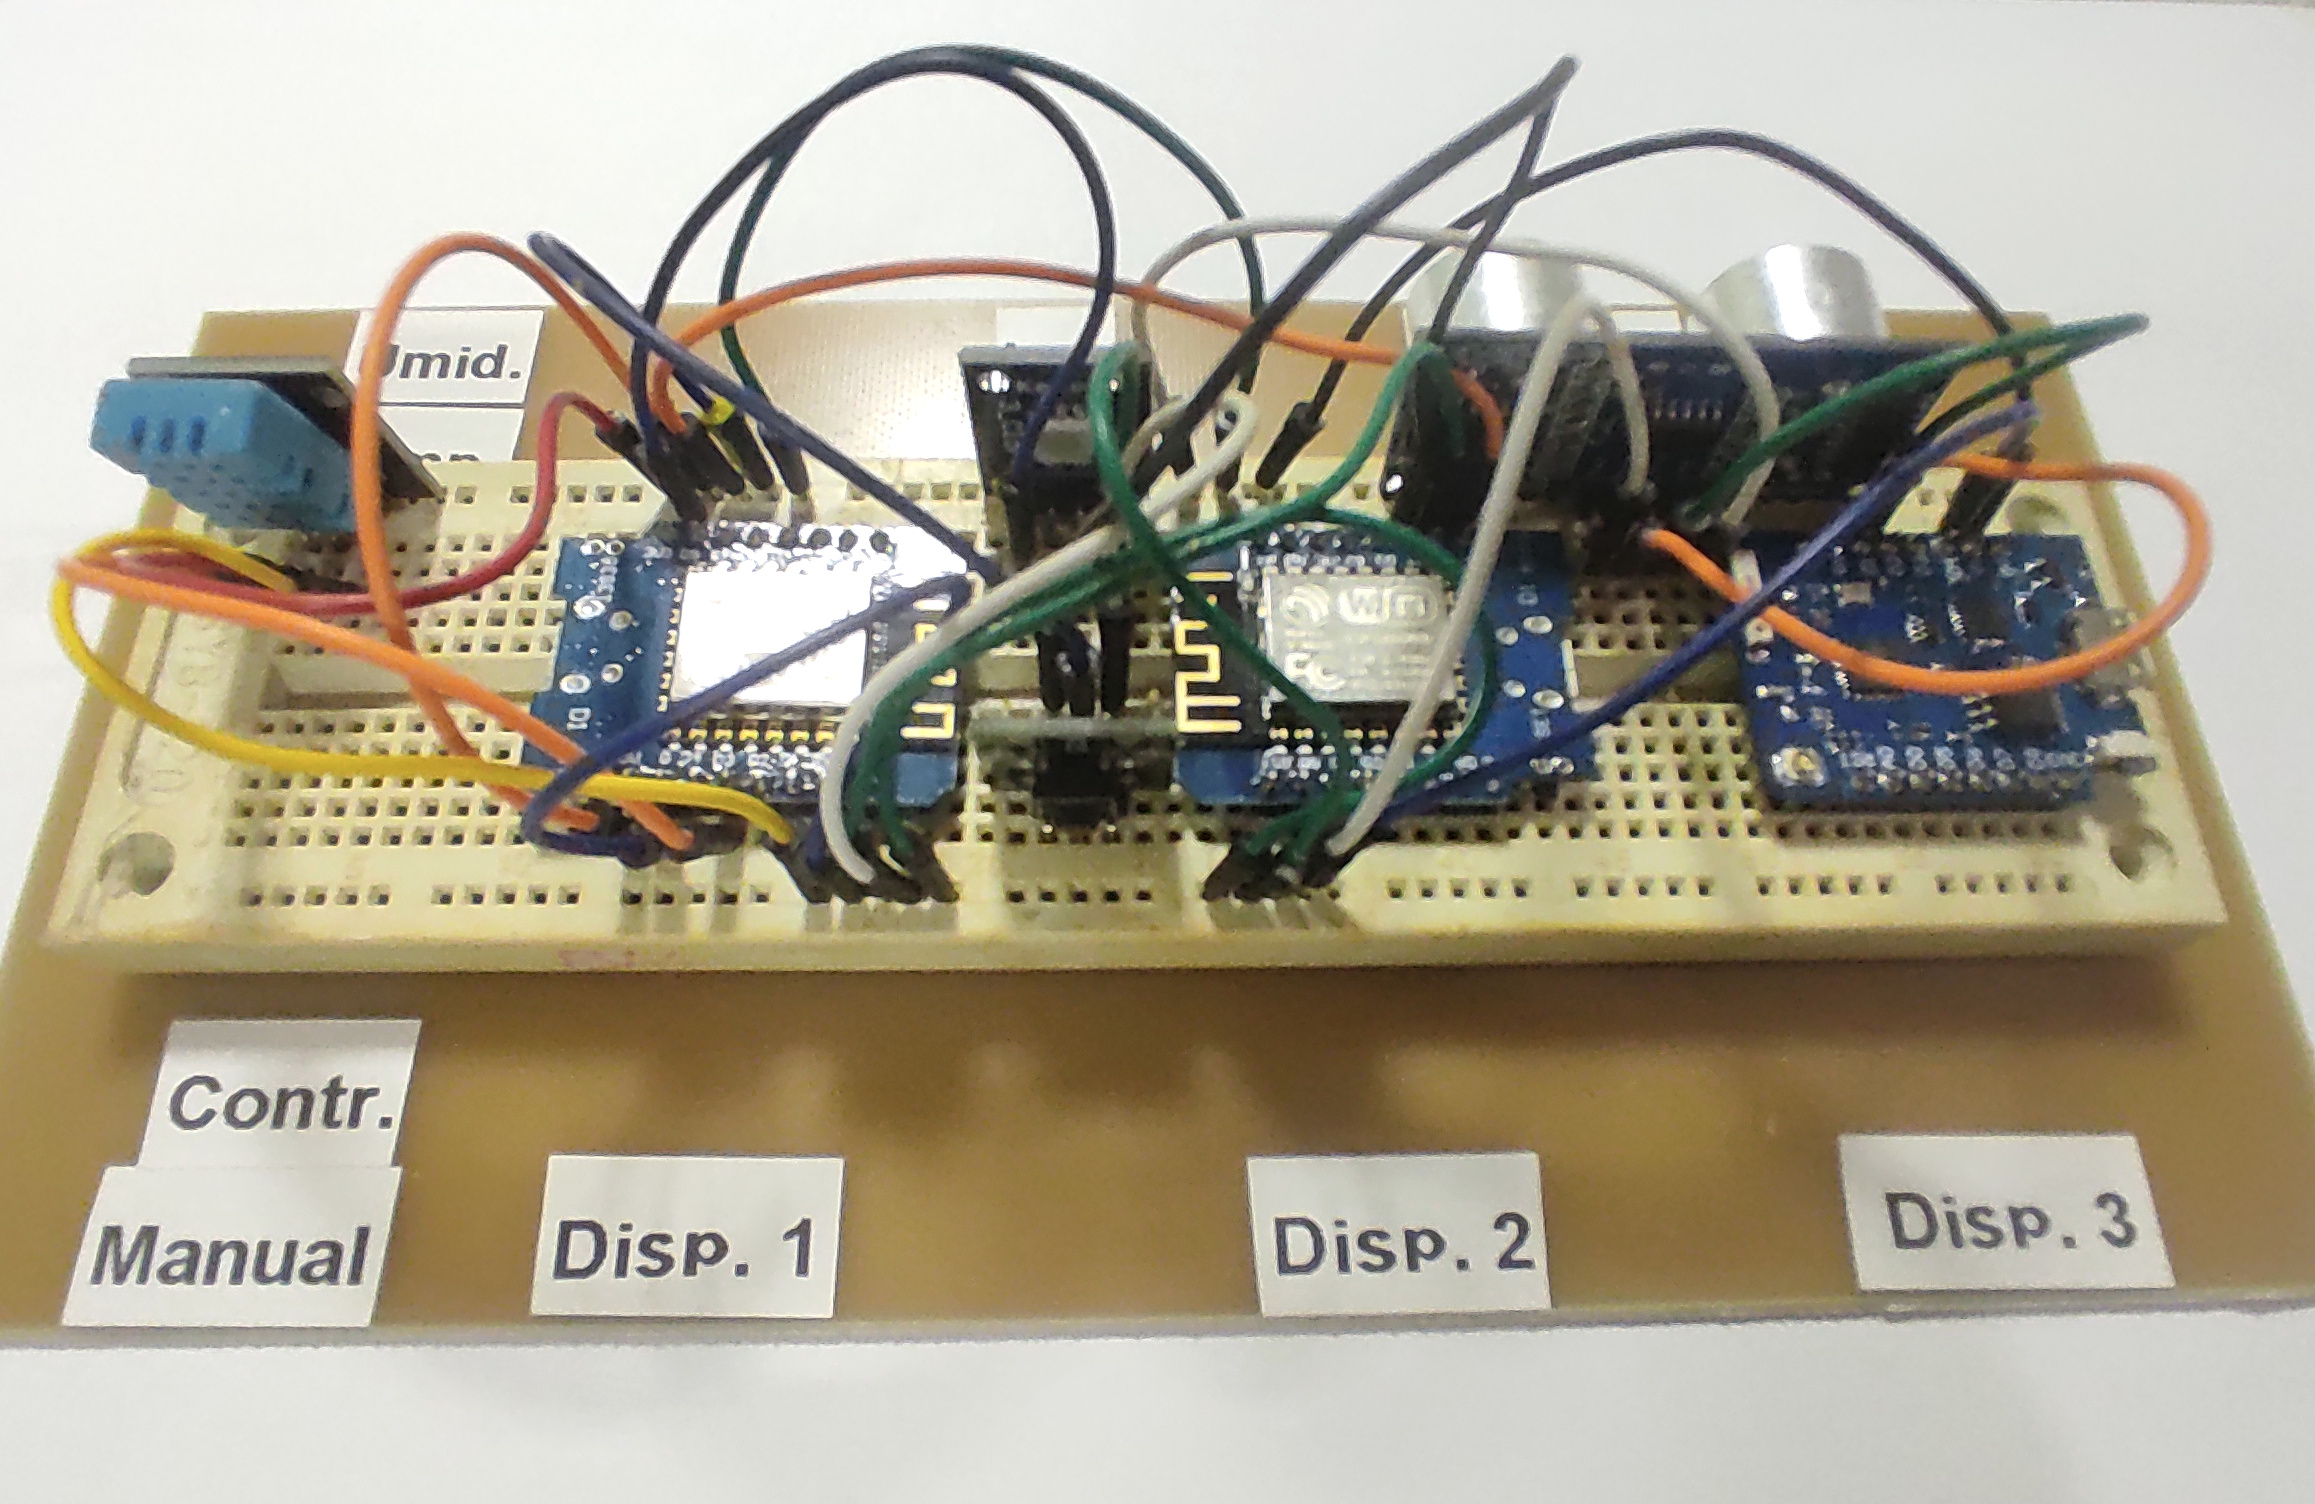 Umid.
Contr.
Manual
Disp. 1
Disp. 2
Disp. 3